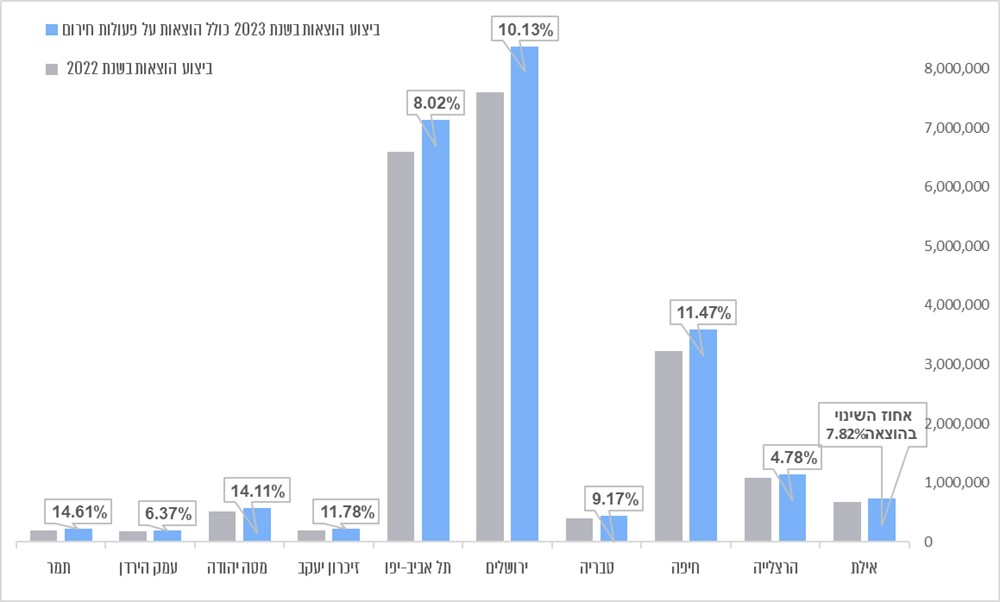 ביצוע הוצאות בשנת 2023 כולל הוצאות על פעולות חירום
ביצוע הוצאות בשנת 2022
10.13%
8.02%
11.47%
אחוז השינוי
בהוצאה7.82%
4.78%
9.17%
11.78%
14.11%
6.37%
14.61%
8,000,000
7,000,000
6,000,000
5,000,000
4,000,000
3,000,000
2,000,000
1,000,000
0
אילת
הרצלייה
חיפה
טבריה
ירושלים
תל אביב-יפו
זיכרון יעקב
מטה יהודה
עמק הירדן
תמר